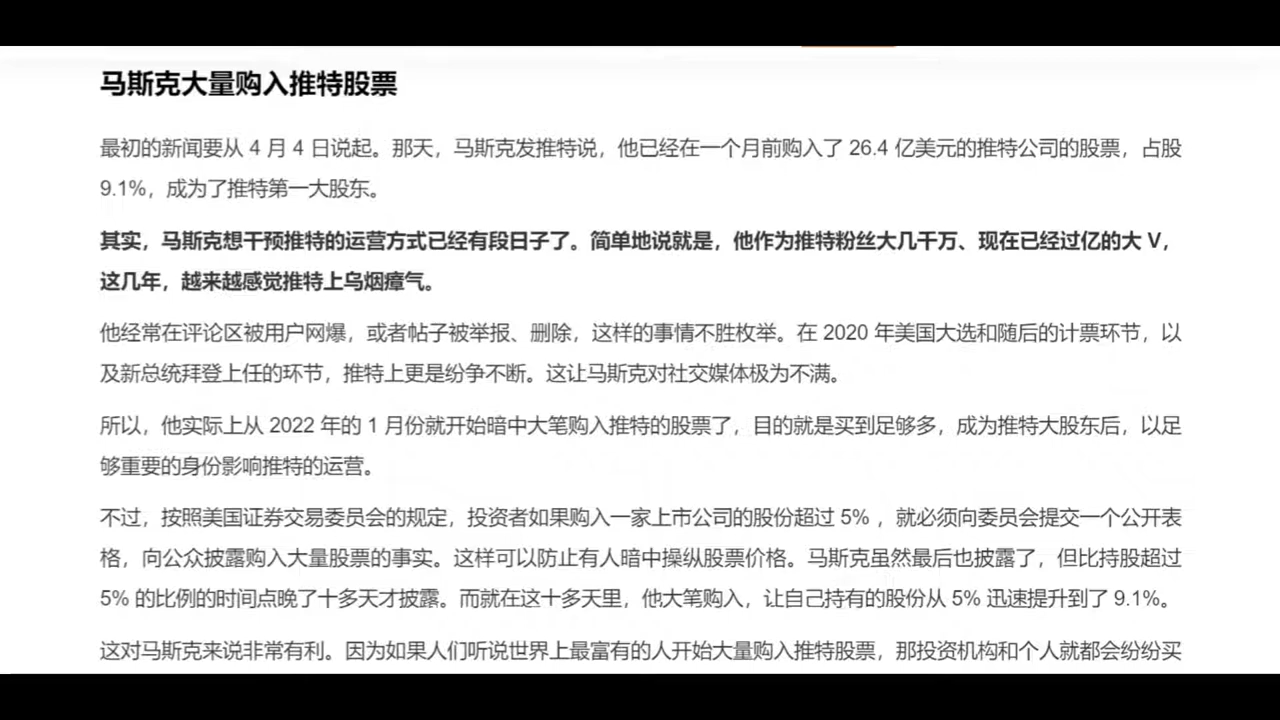 马斯克大量购入推特股票
最初的新闻要从 4 月 4 日说起。那天，马斯克发推特说，他已经在一个月前购入了 26.4 亿美元的推特公司的股票，占股
9.1%，成为了推特第一大股东。
其实，马斯克想干预推特的运营方式已经有段日子了。简单地说就是，他作为推特粉丝大几千万、现在已经过亿的大 V，
这几年，越来越感觉推特上乌烟瘴气。
他经常在评论区被用户网爆，或者帖子被举报、删除，这样的事情不胜枚举。在 2020 年美国大选和随后的计票环节，以
及新总统拜登上任的环节，推特上更是纷争不断。这让马斯克对社交媒体极为不满。
所以，他实际上从 2022 年的 1 月份就开始暗中大笔购入推特的股票了，目的就是买到足够多，成为推特大股东后，以足
够重要的身份影响推特的运营。
不过，按照美国证券交易委员会的规定，投资者如果购入一家上市公司的股份超过 5% ，就必须向委员会提交一个公开表
格，向公众披露购入大量股票的事实。这样可以防止有人暗中操纵股票价格。马斯克虽然最后也披露了，但比持股超过
5% 的比例的时间点晚了十多天才披露。而就在这十多天里，他大笔购入，让自己持有的股份从 5% 迅速提升到了 9.1%。
这对马斯克来说非常有利。因为如果人们听说世界上最富有的人开始大量购入推特股票，那投资机构和个人就都会纷纷买